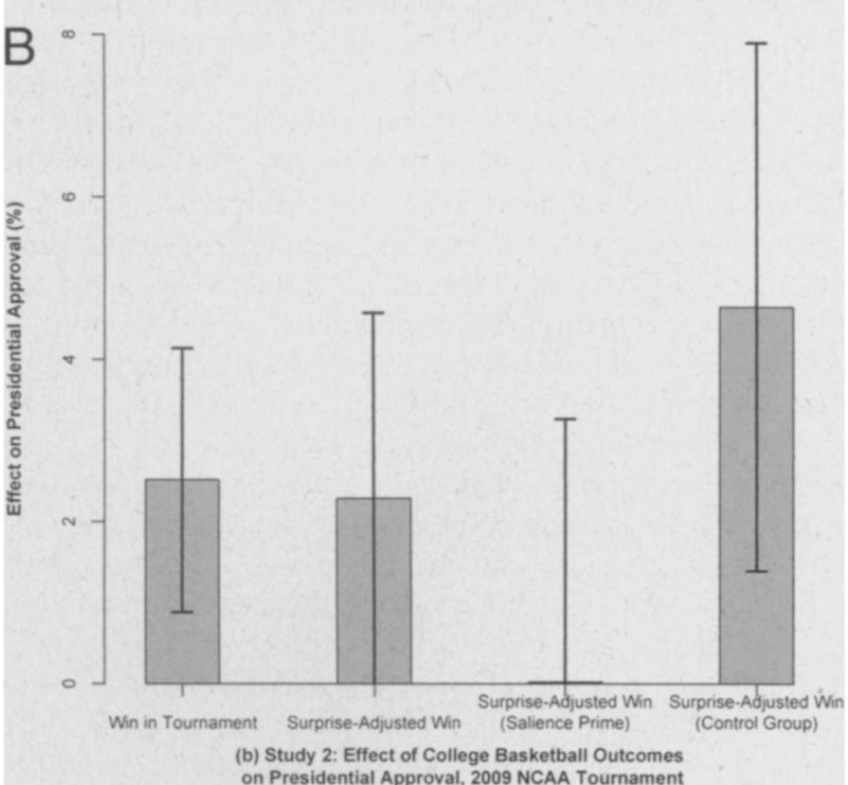 B
Effect on Presidential Approval (%)
8
6
4
2
0
Win in Tournament
Surprise-Adjusted Win
Surprise-Adjusted Win
(Salience Prime)
Surprise-Adjusted Win
(Control Group)
(b) Study 2: Effect of College Basketball Outcomes
on Presidential Approval, 2009 NCAA Tournament